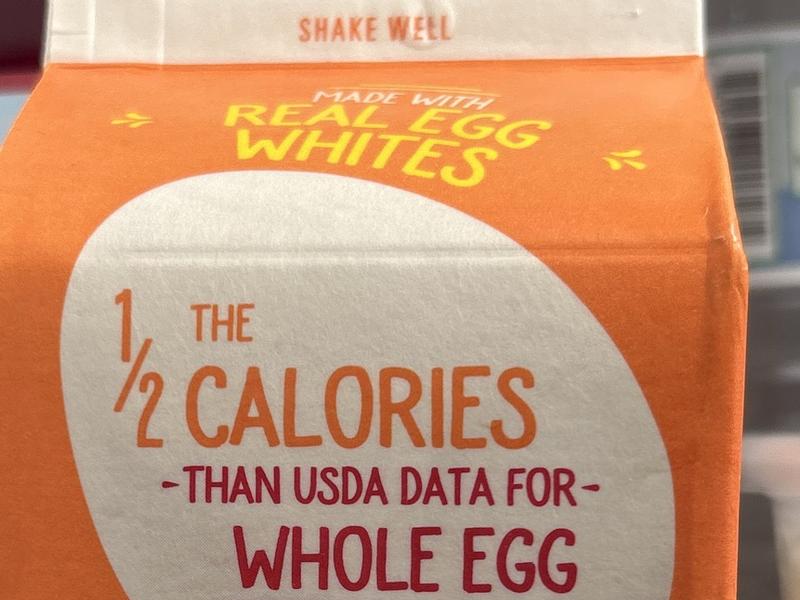 SHAKE WELL
MADE WITH
REAL EGG
WHITES
1/2 THE
CALORIES
-THAN USDA DATA FOR-
WHOLE EGG